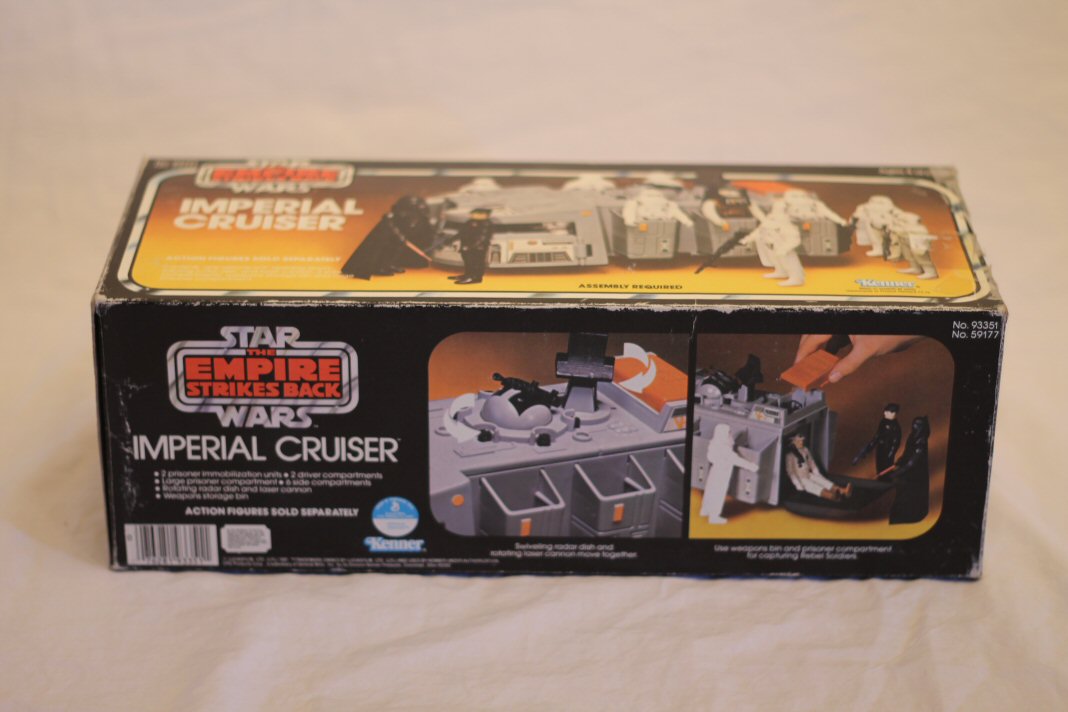 STAR
THE
EMPIRE
STRIKES BACK
WARS
IMPERIAL
CRUISER
ACTION FIGURES SOLD SEPARATELY
ASSEMBLY REQUIRED
Kenner
STAR
THE
EMPIRE
STRIKES BACK
WARS
IMPERIAL CRUISER™
• 2 prisoner immobilization units • 2 driver compartments
• Large prisoner compartment • 6 side compartments
• Rotating radar dish and laser cannon
• Weapons storage bin
ACTION FIGURES SOLD SEPARATELY
Kenner
Swiveling radar dish and
rotating laser cannon move together.
No. 93351
No. 59177
Use weapons bin and prisoner compartment
for capturing Rebel Soldiers.